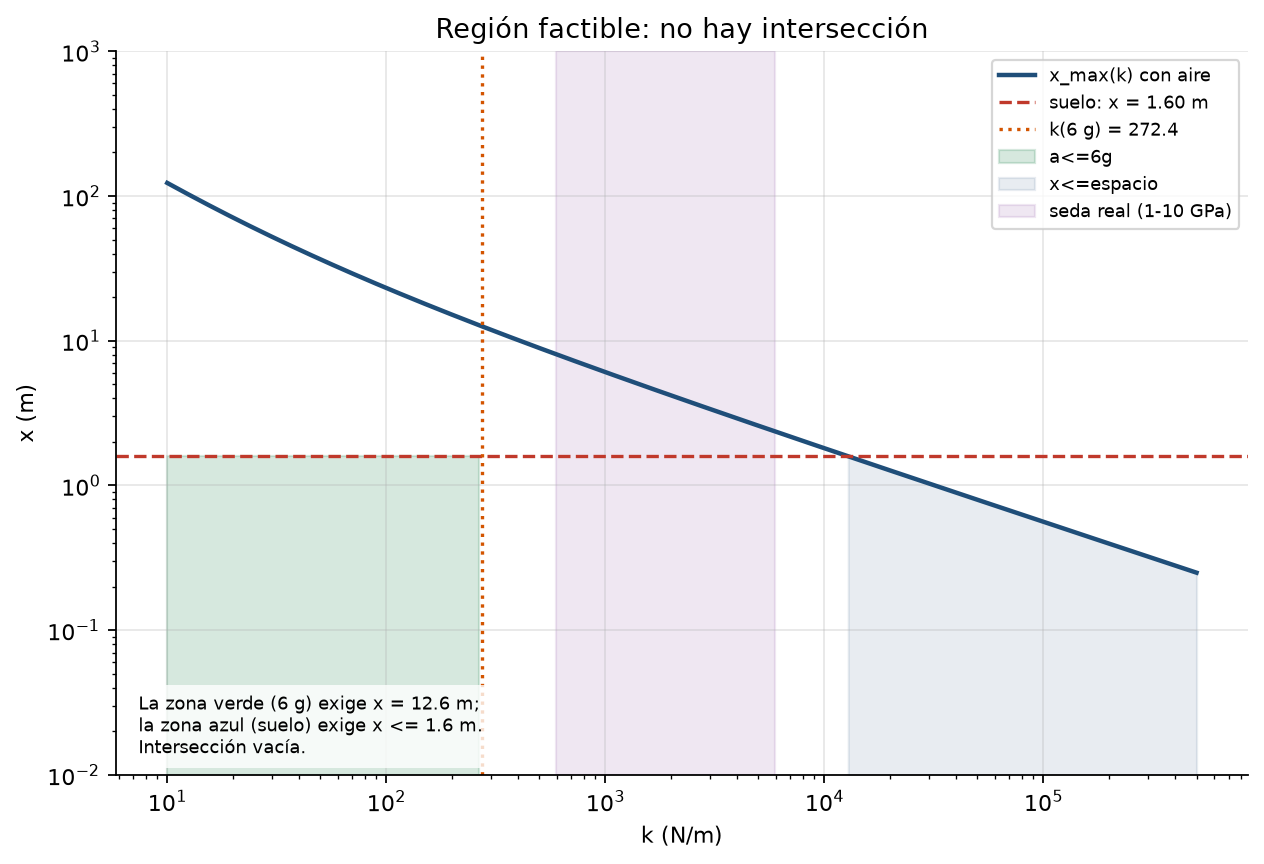 Región factible: no hay intersección
x_max(k) con aire
suelo: x = 1.60 m
k(6 g) = 272.4
a<=6g
x<=espacio
seda real (1-10 GPa)
10³
10²
10¹
10⁰
10⁻¹
10⁻²
x (m)
La zona verde (6 g) exige x = 12.6 m;
la zona azul (suelo) exige x <= 1.6 m.
Intersección vacía.
10¹ 10² 10³ 10⁴ 10⁵
k (N/m)